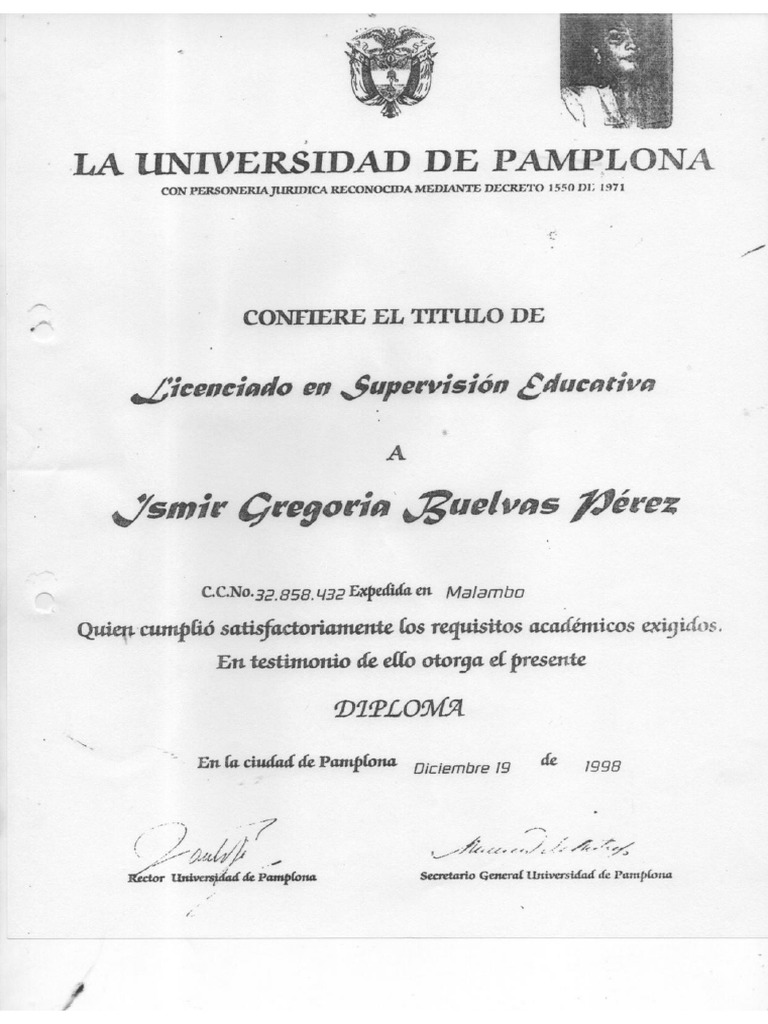 LA UNIVERSIDAD DE PAMPLONA
CON PERSONERIA JURIDICA RECONOCIDA MEDIANTE DECRETO 1550 DE 1971
CONFIERE EL TITULO DE
Licenciado en Supervisión Educativa
A
Ysmir Gregoria Buelvas Pérez
C.C.No. 32.858.432 Expedida en Malambo
Quien cumplió satisfactoriamente los requisitos académicos exigidos.
En testimonio de ello otorga el presente
DIPLOMA
En la ciudad de Pamplona Diciembre 19 de 1998
Rector Universidad de Pamplona
Secretario General Universidad de Pamplona